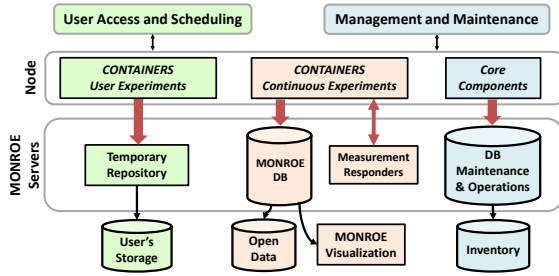 User Access and Scheduling
Management and Maintenance
Node
CONTAINERS
User Experiments
CONTAINERS
Continuous Experiments
Core
Components
MONROE
Servers
Temporary
Repository
MONROE
DB
Measurement
Responders
DB
Maintenance
& Operations
User's
Storage
Open
Data
MONROE
Visualization
Inventory